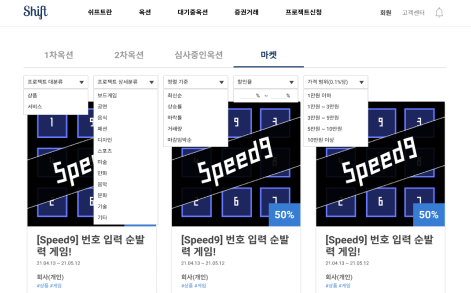 Shift
쉬프트란 옥션 대기중옥션 증권거래 프로젝트신청 회원 고객센터
1차옥션 2차옥션 심사중인옥션 마켓
프로젝트 대분류 프로젝트 상세분류 정렬 기준 할인율 가격 범위(0.1%당)
상품
서비스
보드게임
공연
음식
패션
디자인
스포츠
미술
만화
음악
문화
기술
기타
최신순
상승률
하락률
거래량
마감임박순
% ~ %
1만원 이하
1만원 ~ 3만원
3만원 ~ 5만원
5만원 ~ 10만원
10만원 이상
1 9 3
Speed9
50%
1 3
Speed9
50%
[Speed9] 번호 입력 순발력 게임!
21.04.13 ~ 21.05.12
회사(개인)
#상품 #게임
[Speed9] 번호 입력 순발력 게임!
21.04.13 ~ 21.05.12
회사(개인)
#상품 #게임
[Speed9] 번호 입력 순발력 게임!
21.04.13 ~ 21.05.12
회사(개인)
#상품 #게임